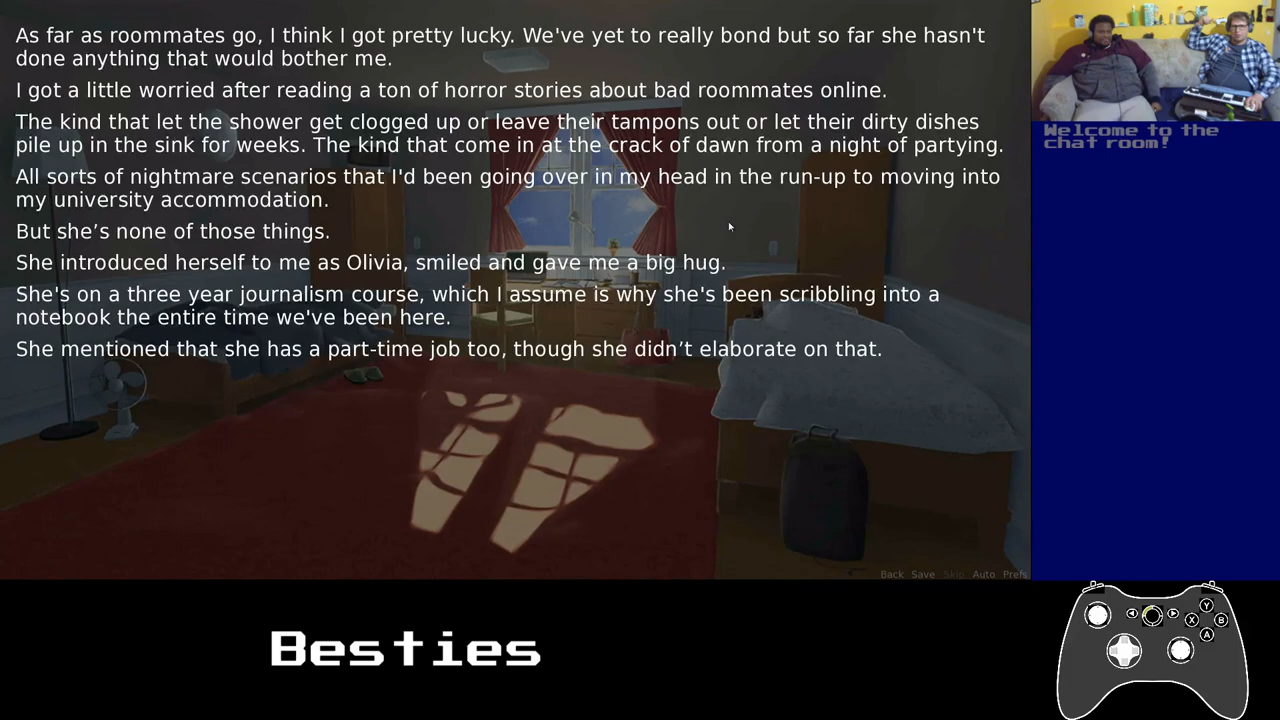 As far as roommates go, I think I got pretty lucky. We've yet to really bond but so far she hasn't
done anything that would bother me.
I got a little worried after reading a ton of horror stories about bad roommates online.
The kind that let the shower get clogged up or leave their tampons out or let their dirty dishes
pile up in the sink for weeks. The kind that come in at the crack of dawn from a night of partying.
All sorts of nightmare scenarios that I'd been going over in my head in the run-up to moving into
my university accommodation.
But she’s none of those things.
She introduced herself to me as Olivia, smiled and gave me a big hug.
She's on a three year journalism course, which I assume is why she's been scribbling into a
notebook the entire time we've been here.
She mentioned that she has a part-time job too, though she didn’t elaborate on that.
Back Save Skip Auto Prefs
Welcome to the
chat room!
Besties
Y
X B
A